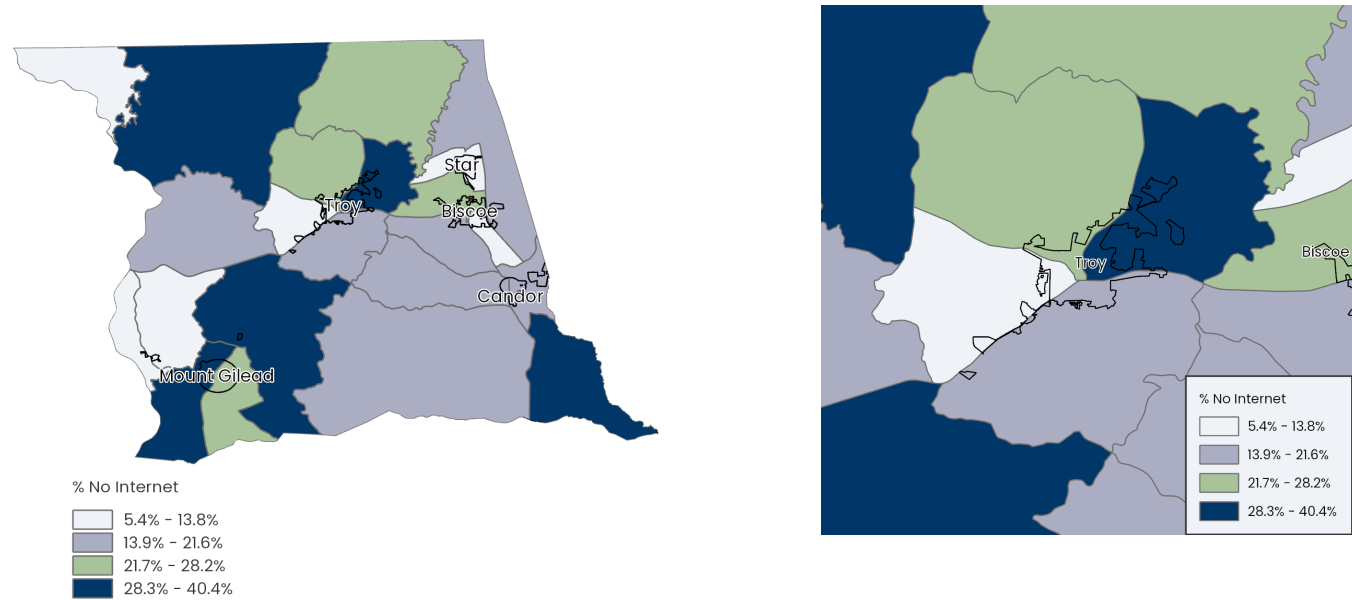 Star
Troy
Biscoe
Candor
Mount Gilead
% No Internet
5.4% - 13.8%
13.9% - 21.6%
21.7% - 28.2%
28.3% - 40.4%
Biscoe
Troy
% No Internet
5.4% - 13.8%
13.9% - 21.6%
21.7% - 28.2%
28.3% - 40.4%